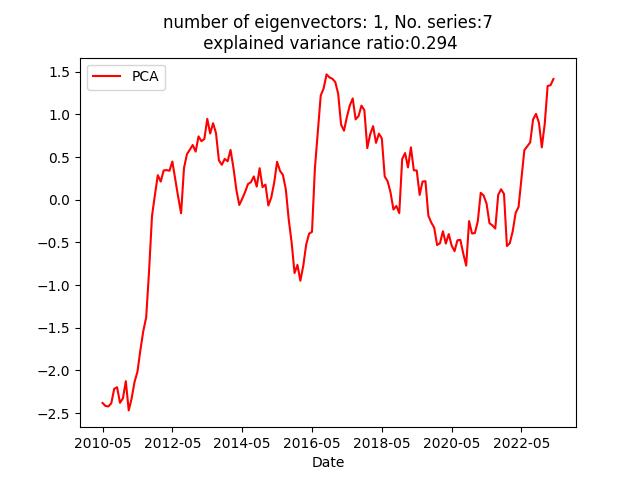 number of eigenvectors: 1, No. series:7
explained variance ratio:0.294
PCA
1.5
1.0
0.5
0.0
−0.5
−1.0
−1.5
−2.0
−2.5
2010-05 2012-05 2014-05 2016-05 2018-05 2020-05 2022-05
Date